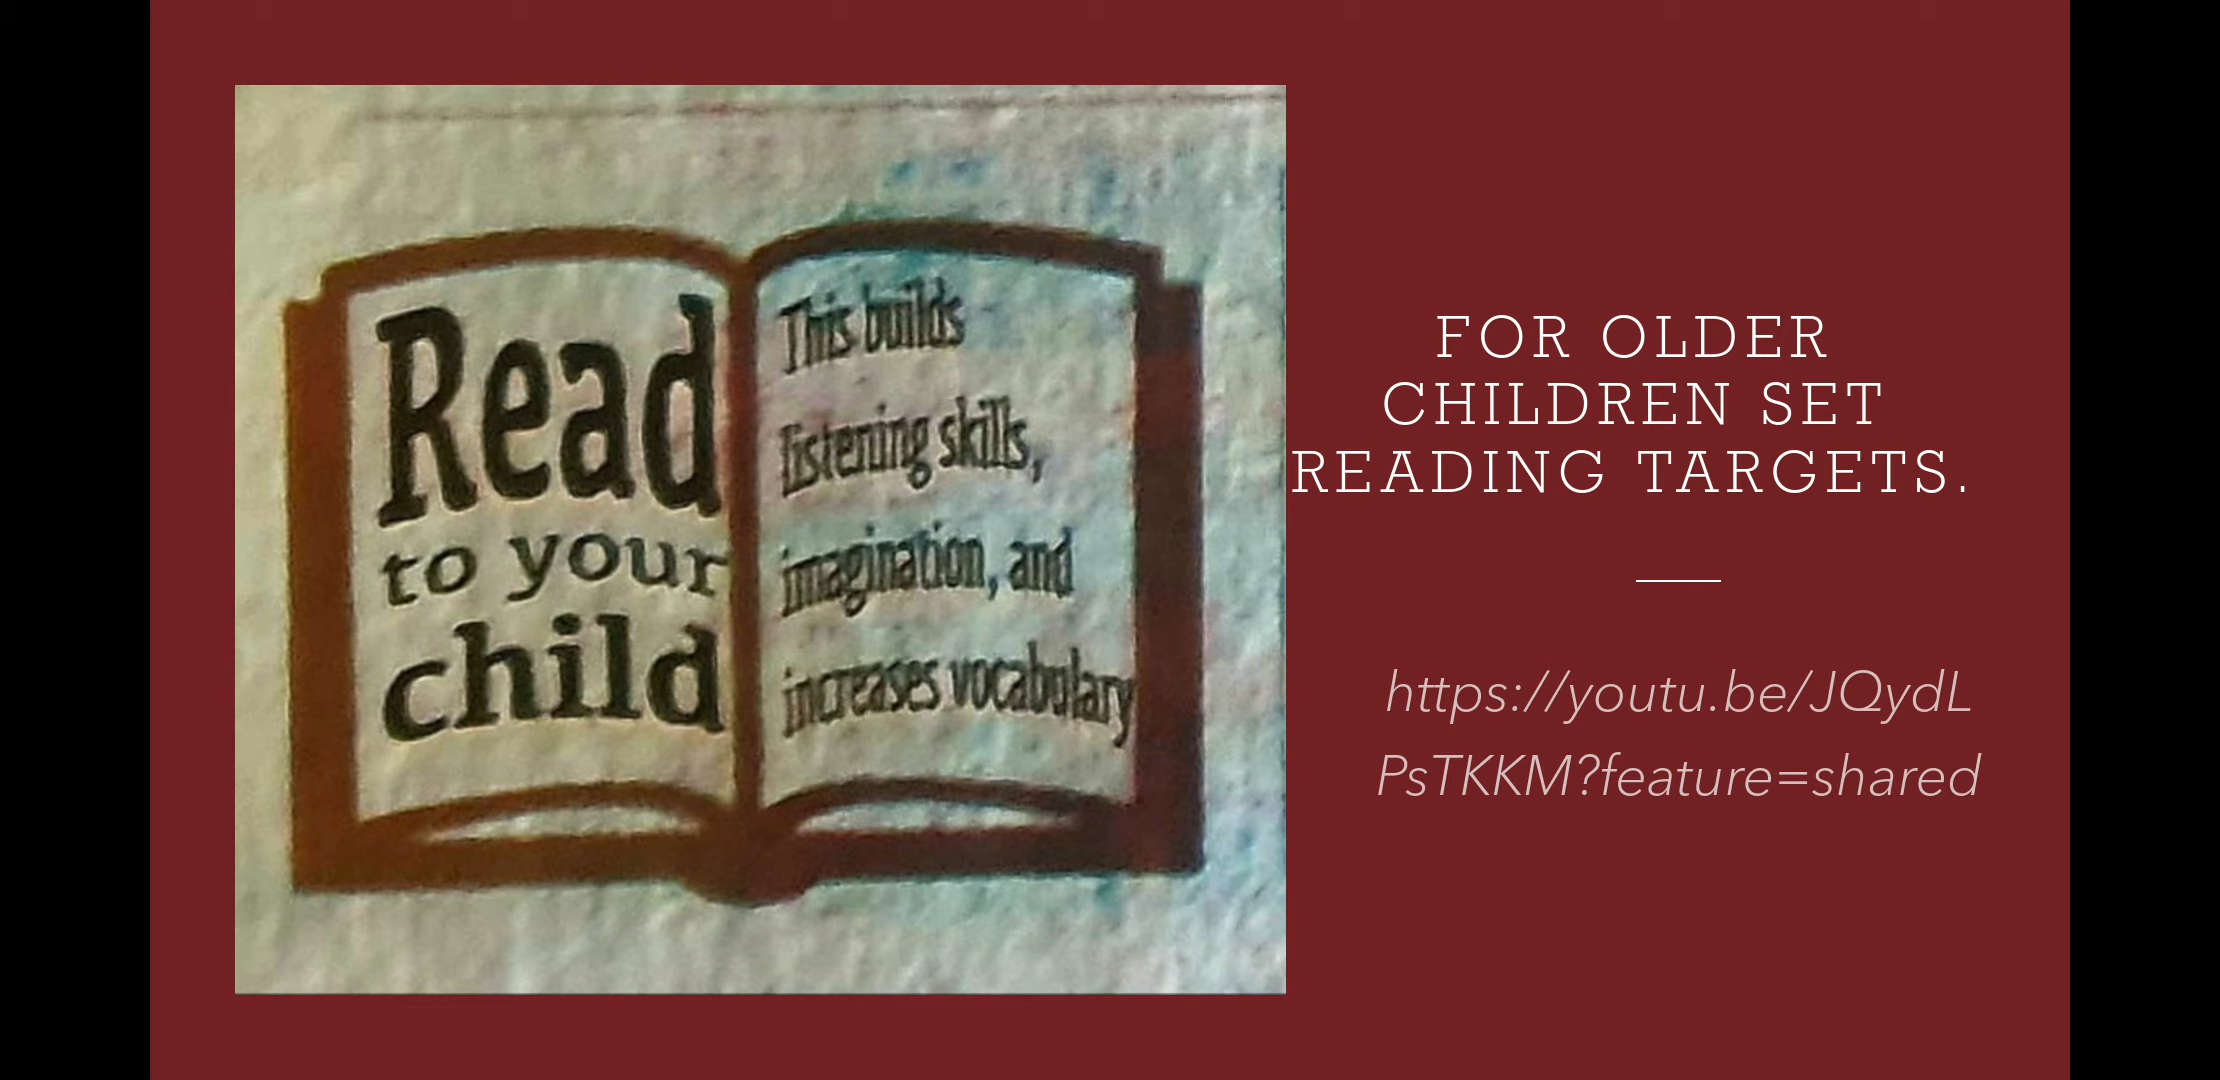 Read
to your
child
This builds
listening skills,
imagination, and
increases vocabulary
FOR OLDER
CHILDREN SET
READING TARGETS.
https://youtu.be/JQydL
PsTKKM?feature=shared